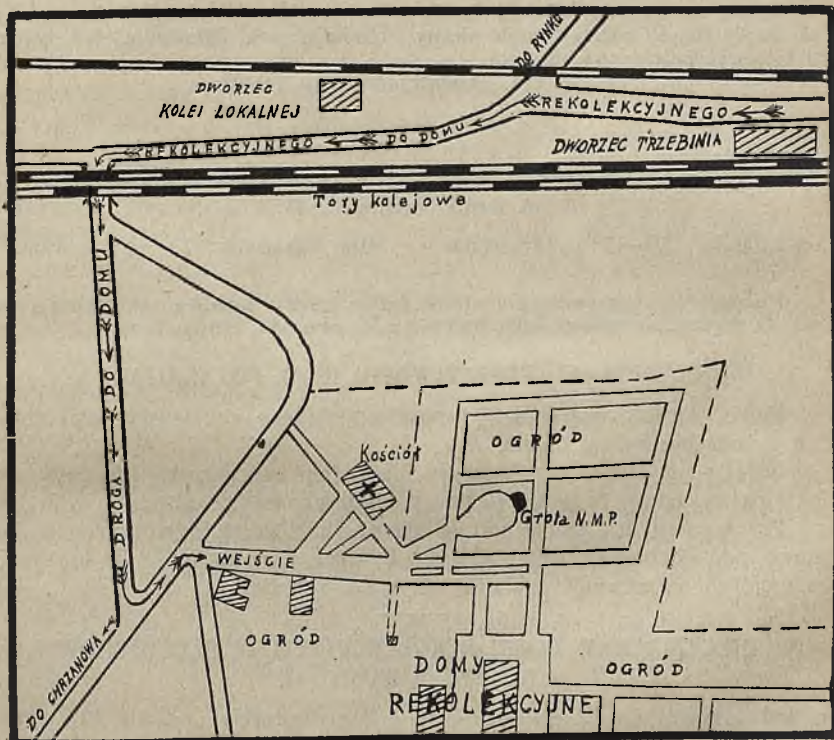 DO RYNKU
DWORZEC
KOLEI LOKALNEJ
REKOLEKCYJNEGO
DO DOMU
REKOLEKCYJNEGO
DWORZEC TRZEBINIA
Tory kolejowe
DROGA DO DOMU
OGRÓD
Kościół
Grota N.M.P.
WEJŚCIE
OGRÓD
DO CHRZANOWA
DOMY
REKOLEKCYJNE
OGRÓD